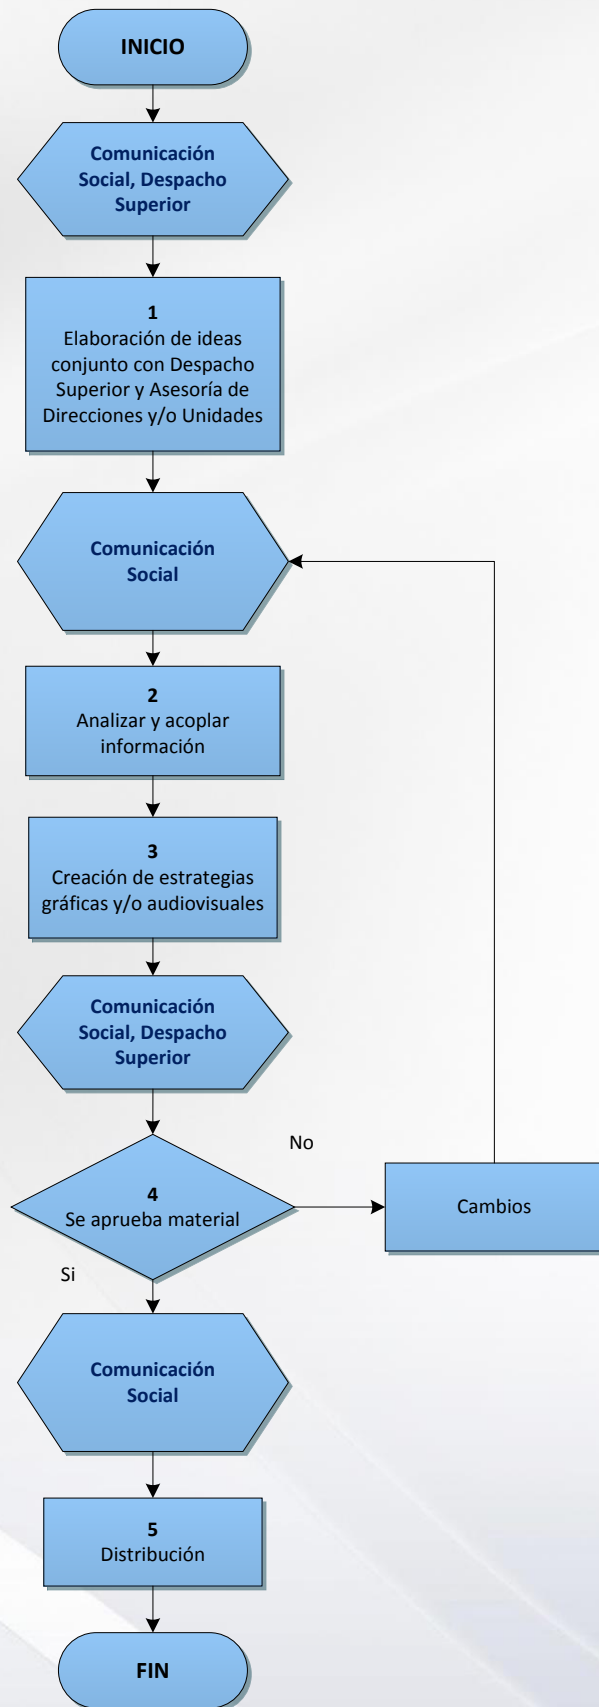 INICIO
Comunicación
Social, Despacho
Superior
1
Elaboración de ideas
conjunto con Despacho
Superior y Asesoría de
Direcciones y/o Unidades
Comunicación
Social
2
Analizar y acoplar
información
3
Creación de estrategias
gráficas y/o audiovisuales
Comunicación
Social, Despacho
Superior
No
4
Se aprueba material
Cambios
Si
Comunicación
Social
5
Distribución
FIN